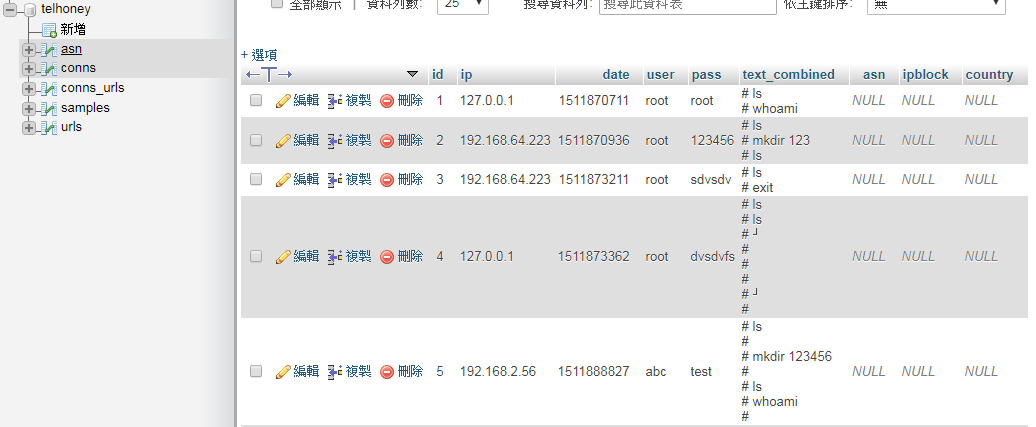 telhoney
新增
asn
conns
conns_urls
samples
urls
全部顯示 | 資料列數: 25 搜尋資料列: 搜尋此資料表 依主鍵排序: 無
+ 選項
←T→ id ip date user pass text_combined asn ipblock country
編輯 複製 刪除 1 127.0.0.1 1511870711 root root # ls NULL NULL NULL
# whoami
編輯 複製 刪除 2 192.168.64.223 1511870936 root 123456 # ls NULL NULL NULL
# mkdir 123
# ls
編輯 複製 刪除 3 192.168.64.223 1511873211 root sdvsdv # ls NULL NULL NULL
# exit
編輯 複製 刪除 4 127.0.0.1 1511873362 root dvsdvfs # ls NULL NULL NULL
# ls
# ┘
#
#
#
# ┘
#
編輯 複製 刪除 5 192.168.2.56 1511888827 abc test # ls NULL NULL NULL
#
# mkdir 123456
#
# ls
# whoami
#